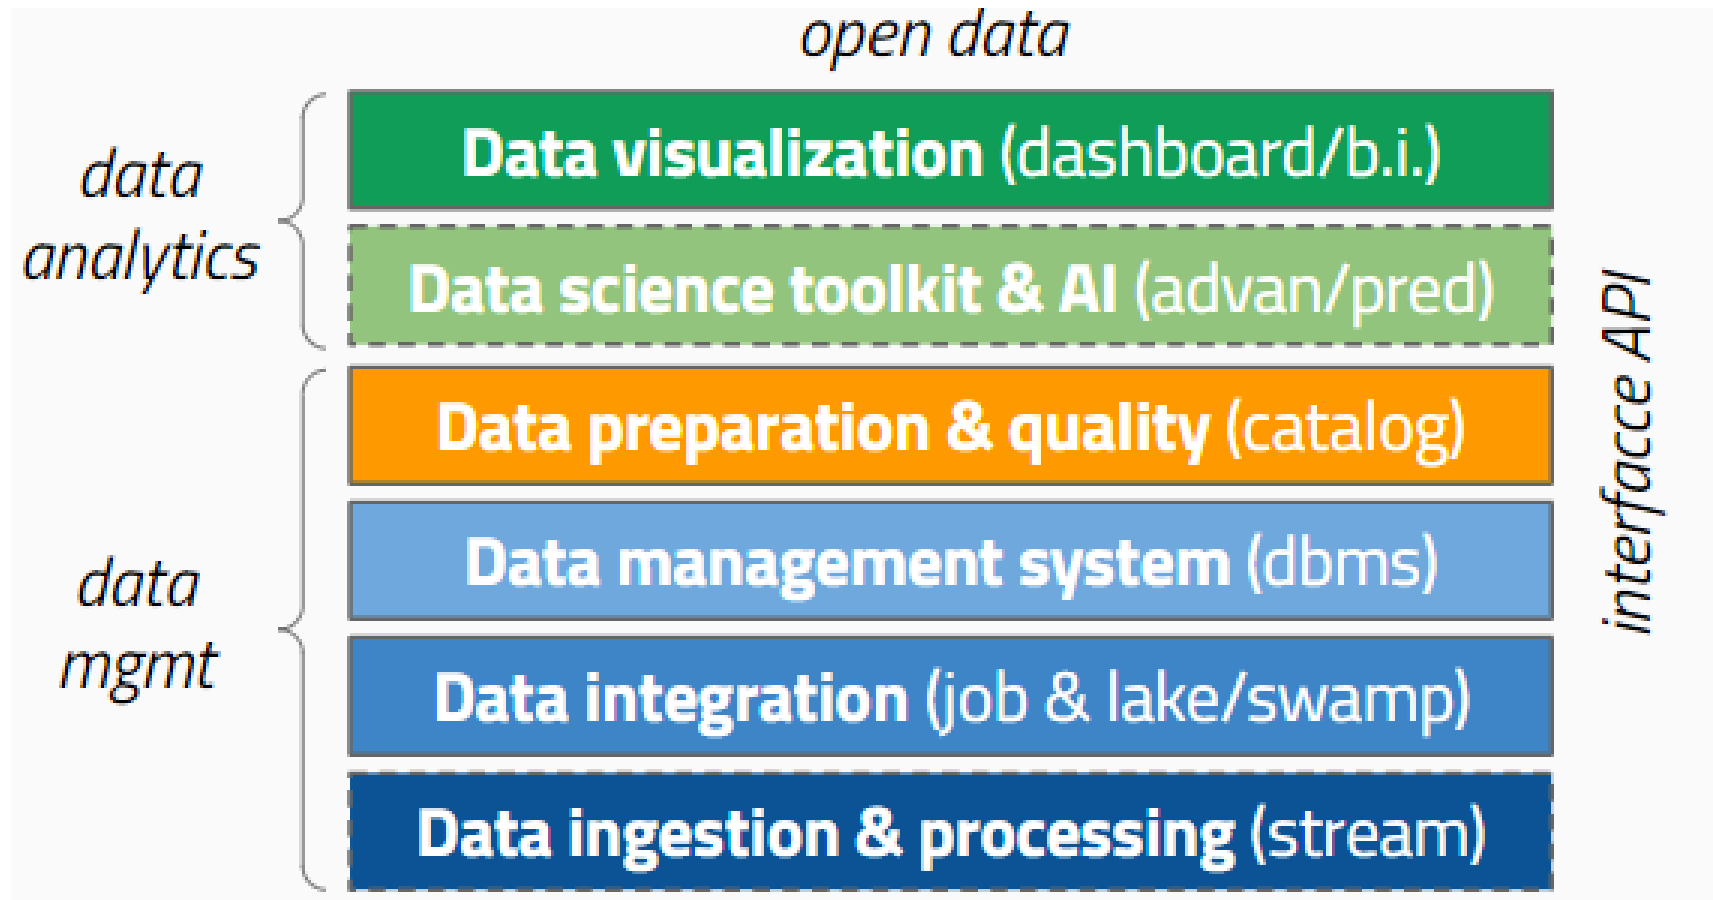 open data
data
analytics
Data visualization (dashboard/b.i.)
Data science toolkit & AI (advan/pred)
data
mgmt
Data preparation & quality (catalog)
Data management system (dbms)
Data integration (job & lake/swamp)
Data ingestion & processing (stream)
interfacce API